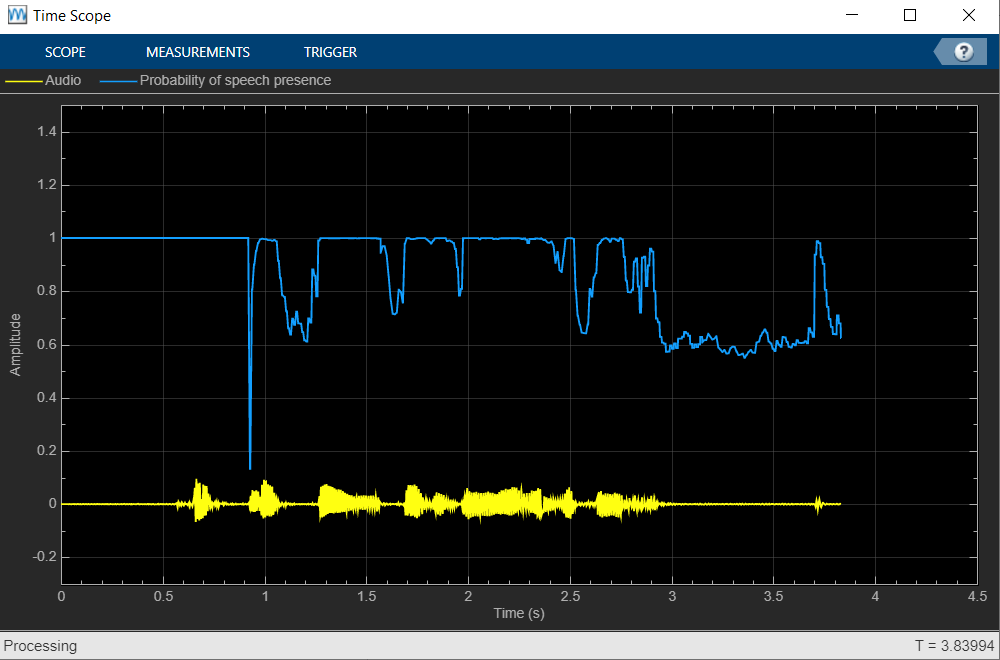 Time Scope
SCOPE MEASUREMENTS TRIGGER ?
Audio Probability of speech presence
1.4
1.2
1
0.8
0.6
0.4
0.2
0
-0.2
Amplitude
0 0.5 1 1.5 2 2.5 3 3.5 4 4.5
Time (s)
Processing T = 3.83994